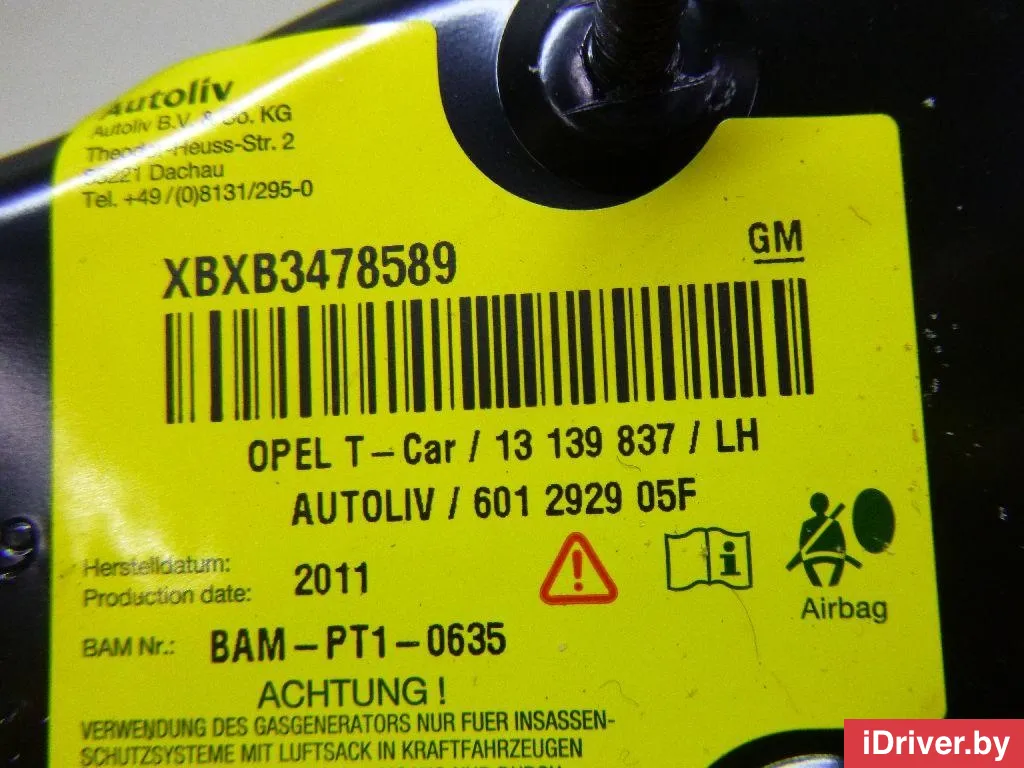 Autoliv
Autoliv B.V. & Co. KG
Theodor-Heuss-Str. 2
85221 Dachau
Tel. +49/(0)8131/295-0
GM
XBXB3478589
OPEL T-Car / 13 139 837 / LH
AUTOLIV / 601 2929 05F
Herstelldatum:
Production date: 2011
Airbag
BAM Nr.: BAM-PT1-0635
ACHTUNG !
VERWENDUNG DES GASGENERATORS NUR FUER INSASSEN-
SCHUTZSYSTEME MIT LUFTSACK IN KRAFTFAHRZEUGEN
iDriver.by